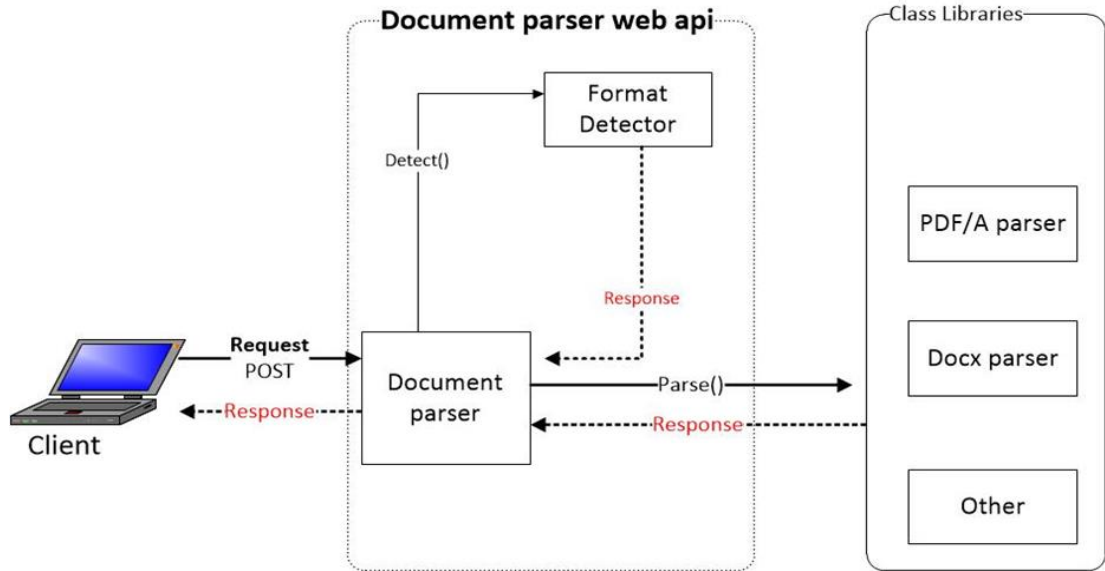 Document parser web api
Class Libraries
Format
Detector
Detect()
PDF/A parser
Response
Request
POST
Document
parser
Parse()
Docx parser
Response
Response
Client
Other